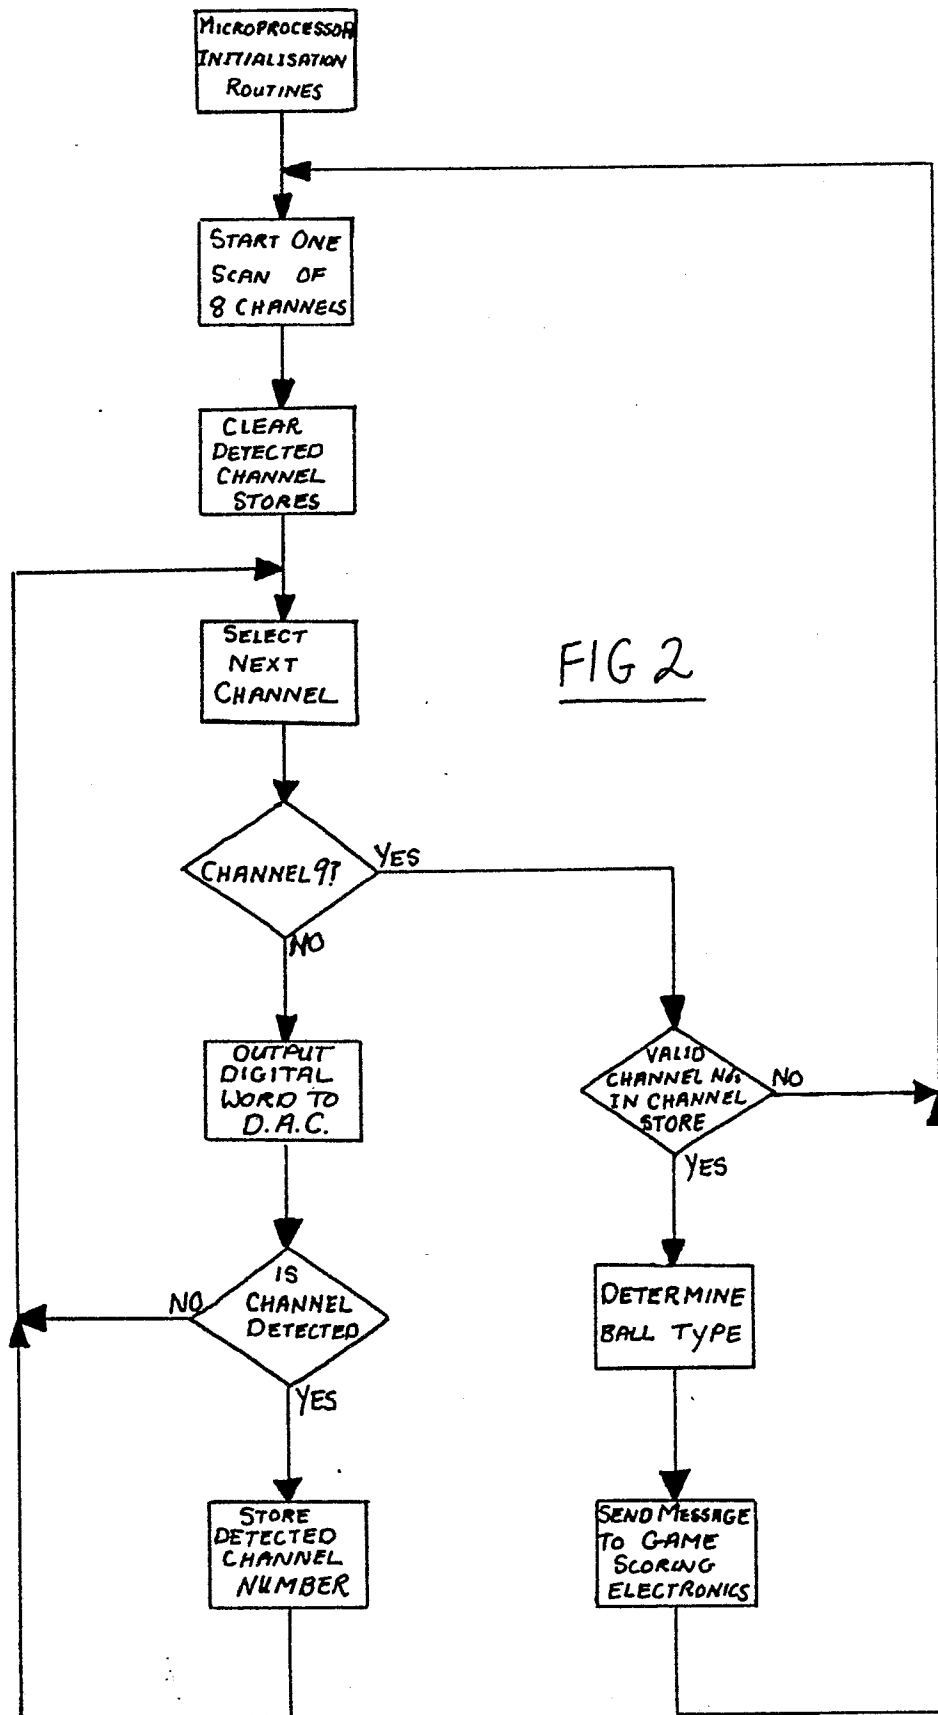 MICROPROCESSOR
INITIALISATION
ROUTINES
START ONE
SCAN OF
8 CHANNELS
CLEAR
DETECTED
CHANNEL
STORES
SELECT
NEXT
CHANNEL
FIG 2
CHANNEL 9?
YES
NO
OUTPUT
DIGITAL
WORD TO
D.A.C.
VALID
CHANNEL Nos
IN CHANNEL
STORE
NO
YES
IS
CHANNEL
DETECTED
NO
YES
DETERMINE
BALL TYPE
STORE
DETECTED
CHANNEL
NUMBER
SEND MESSAGE
TO GAME
SCORING
ELECTRONICS